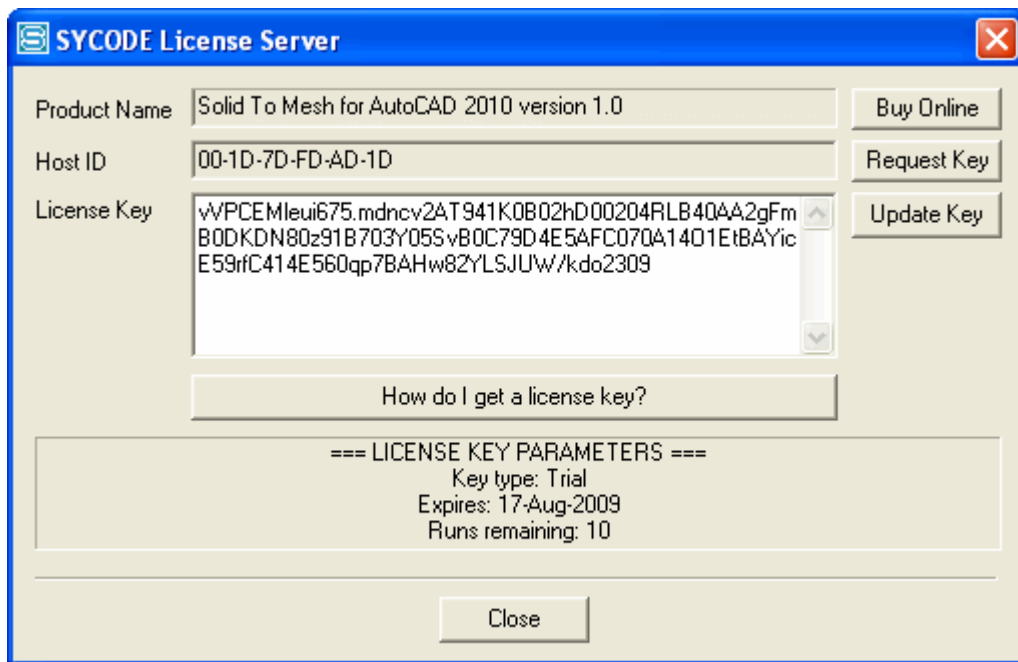 SYCODE License Server
Product Name
Solid To Mesh for AutoCAD 2010 version 1.0
Buy Online
Host ID
00-1D-7D-FD-AD-1D
Request Key
License Key
vVPCEMIeui675.mdncv2AT941K0B02hD00204RLB40AA2gFm
B0DKDN80z91B703Y05SvB0C79D4E5AFC070A14O1EtBAYic
E59rfC414E560qp7BAHw82YLSJUW/kdo2309
Update Key
How do I get a license key?
=== LICENSE KEY PARAMETERS ===
Key type: Trial
Expires: 17-Aug-2009
Runs remaining: 10
Close